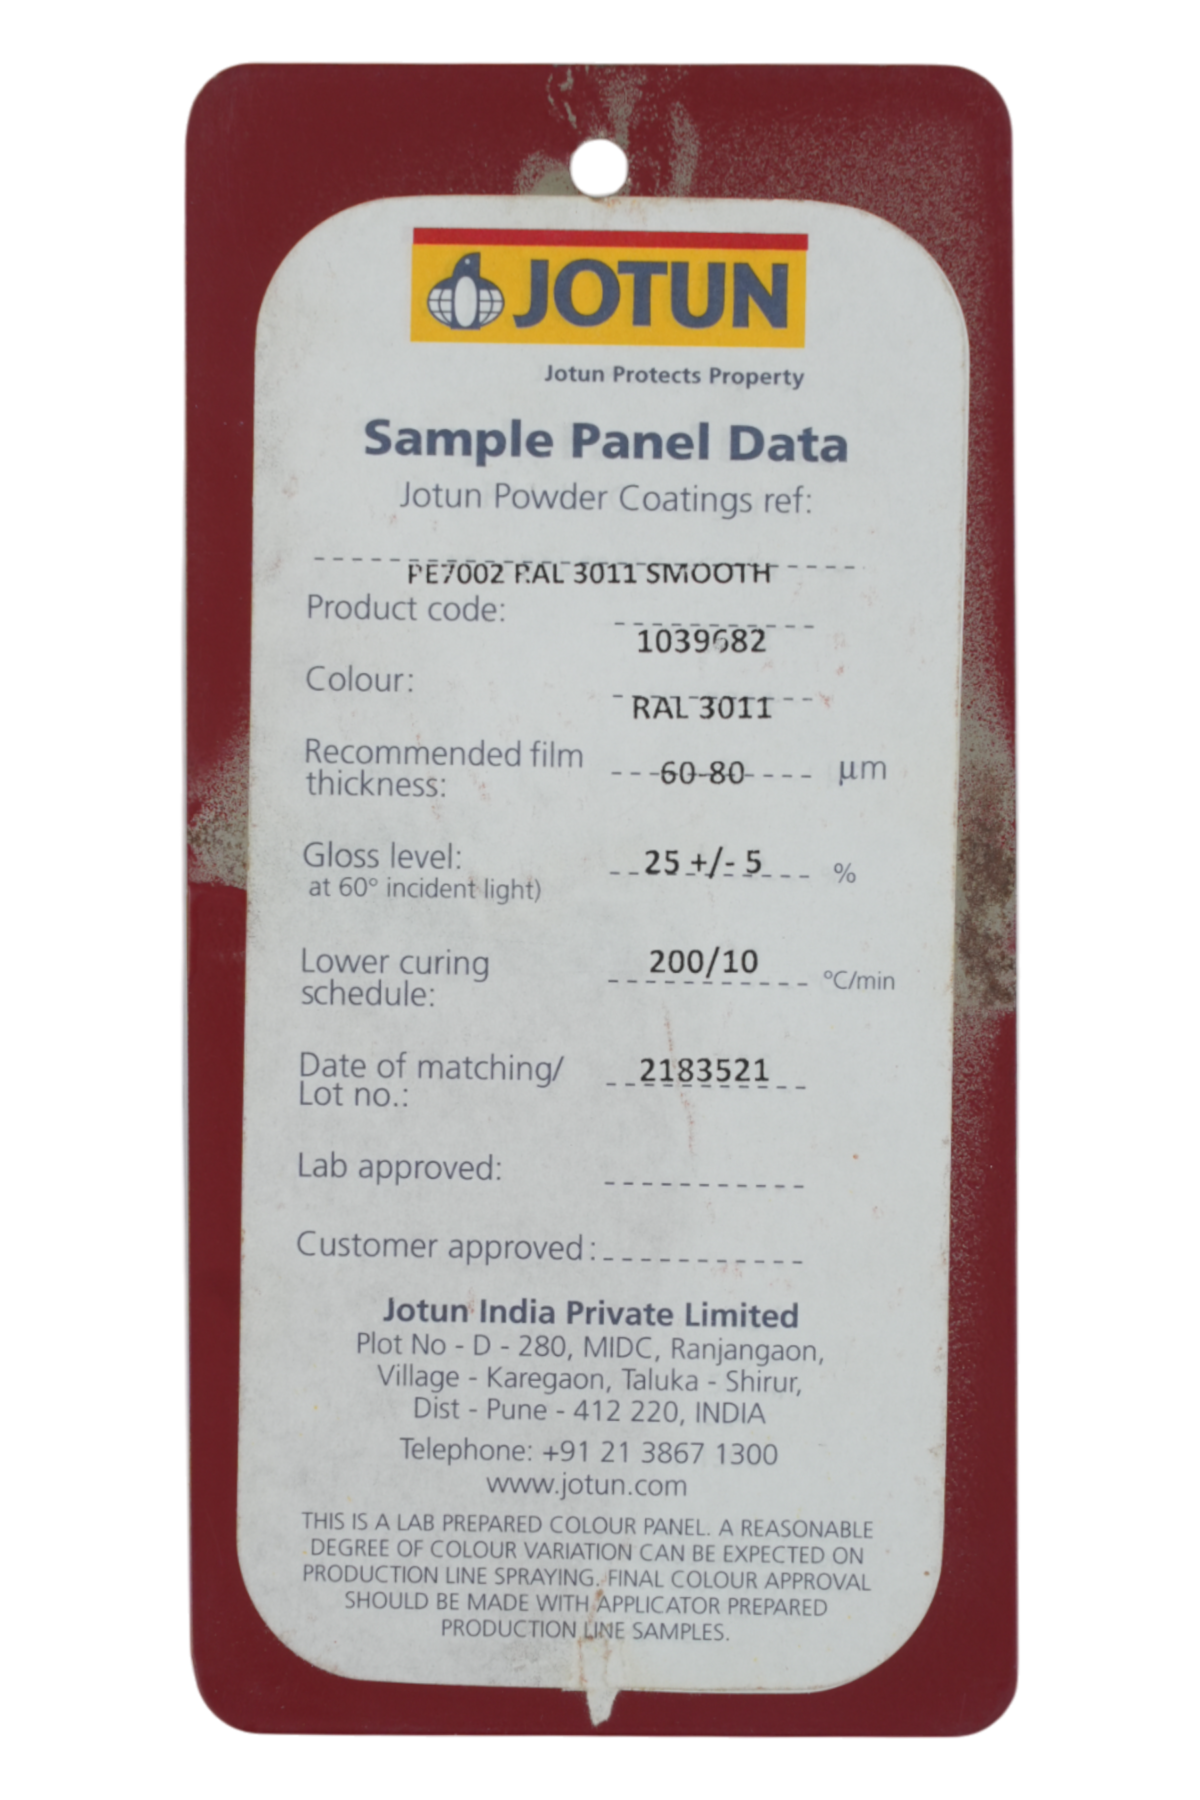 JOTUN
Jotun Protects Property
Sample Panel Data
Jotun Powder Coatings ref:
PE7002 RAL 3011 SMOOTH
Product code: 1039682
Colour: RAL 3011
Recommended film
thickness: 60-80 µm
Gloss level: 25 +/- 5 %
at 60° incident light)
Lower curing 200/10 °C/min
schedule:
Date of matching/ 2183521
Lot no.:
Lab approved:
Customer approved:
Jotun India Private Limited
Plot No - D - 280, MIDC, Ranjangaon,
Village - Karegaon, Taluka - Shirur,
Dist - Pune - 412 220, INDIA
Telephone: +91 21 3867 1300
www.jotun.com
THIS IS A LAB PREPARED COLOUR PANEL. A REASONABLE
DEGREE OF COLOUR VARIATION CAN BE EXPECTED ON
PRODUCTION LINE SPRAYING. FINAL COLOUR APPROVAL
SHOULD BE MADE WITH APPLICATOR PREPARED
PRODUCTION LINE SAMPLES.